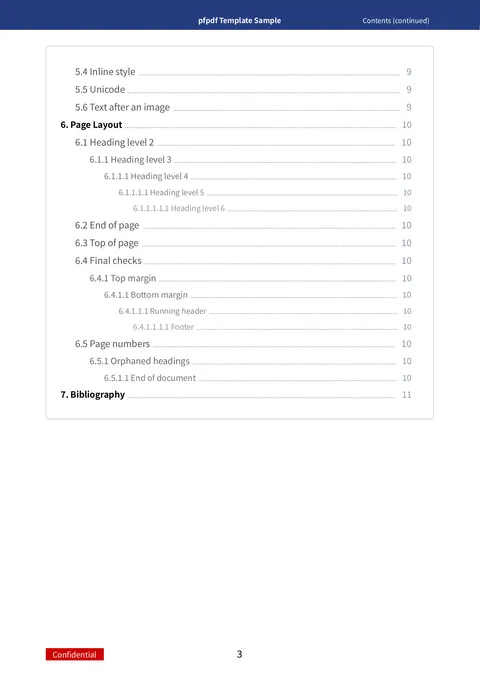 pfpdf Template Sample Contents (continued)
5.4 Inline style 9
5.5 Unicode 9
5.6 Text after an image 9
6. Page Layout 10
6.1 Heading level 2 10
6.1.1 Heading level 3 10
6.1.1.1 Heading level 4 10
6.1.1.1.1 Heading level 5 10
6.1.1.1.1.1 Heading level 6 10
6.2 End of page 10
6.3 Top of page 10
6.4 Final checks 10
6.4.1 Top margin 10
6.4.1.1 Bottom margin 10
6.4.1.1.1 Running header 10
6.4.1.1.1.1 Footer 10
6.5 Page numbers 10
6.5.1 Orphaned headings 10
6.5.1.1 End of document 10
7. Bibliography 11
Confidential 3